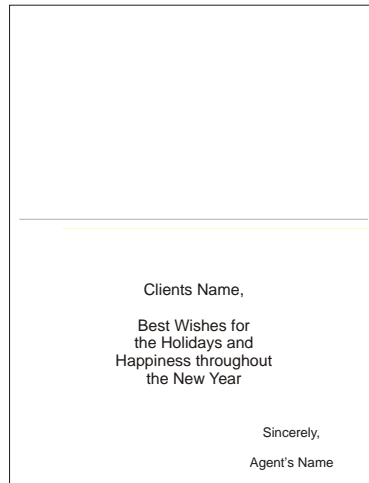 Clients Name,
Best Wishes for
the Holidays and
Happiness throughout
the New Year
Sincerely,
Agent's Name